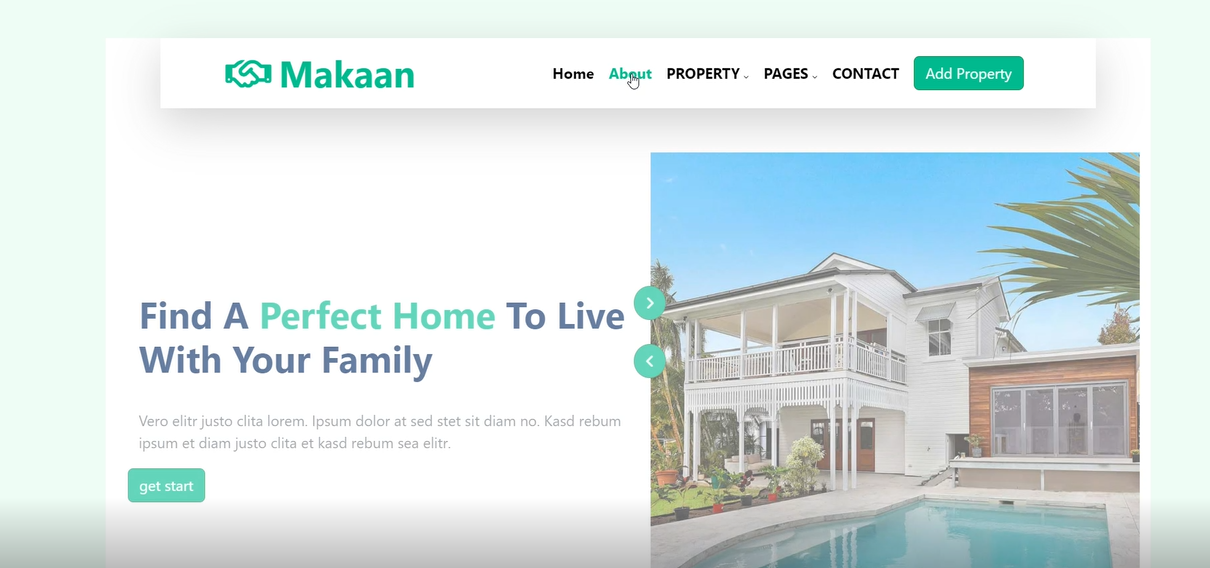 Makaan
Home About PROPERTY PAGES CONTACT Add Property
Find A Perfect Home To Live
With Your Family
Vero elitr justo clita lorem. Ipsum dolor at sed stet sit diam no. Kasd rebum
ipsum et diam justo clita et kasd rebum sea elitr.
get start